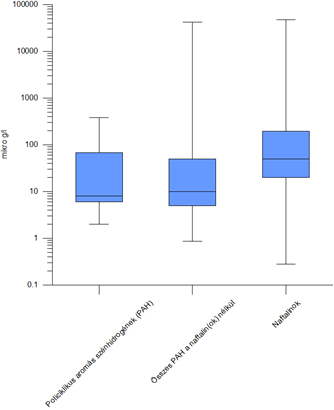 100000
10000
1000
100
10
1
0.1
mikro g/l
Policiklikus aromás szénhidrogének (PAH)
Összes PAH a naftalin(ok) nélkül
Naftalinok